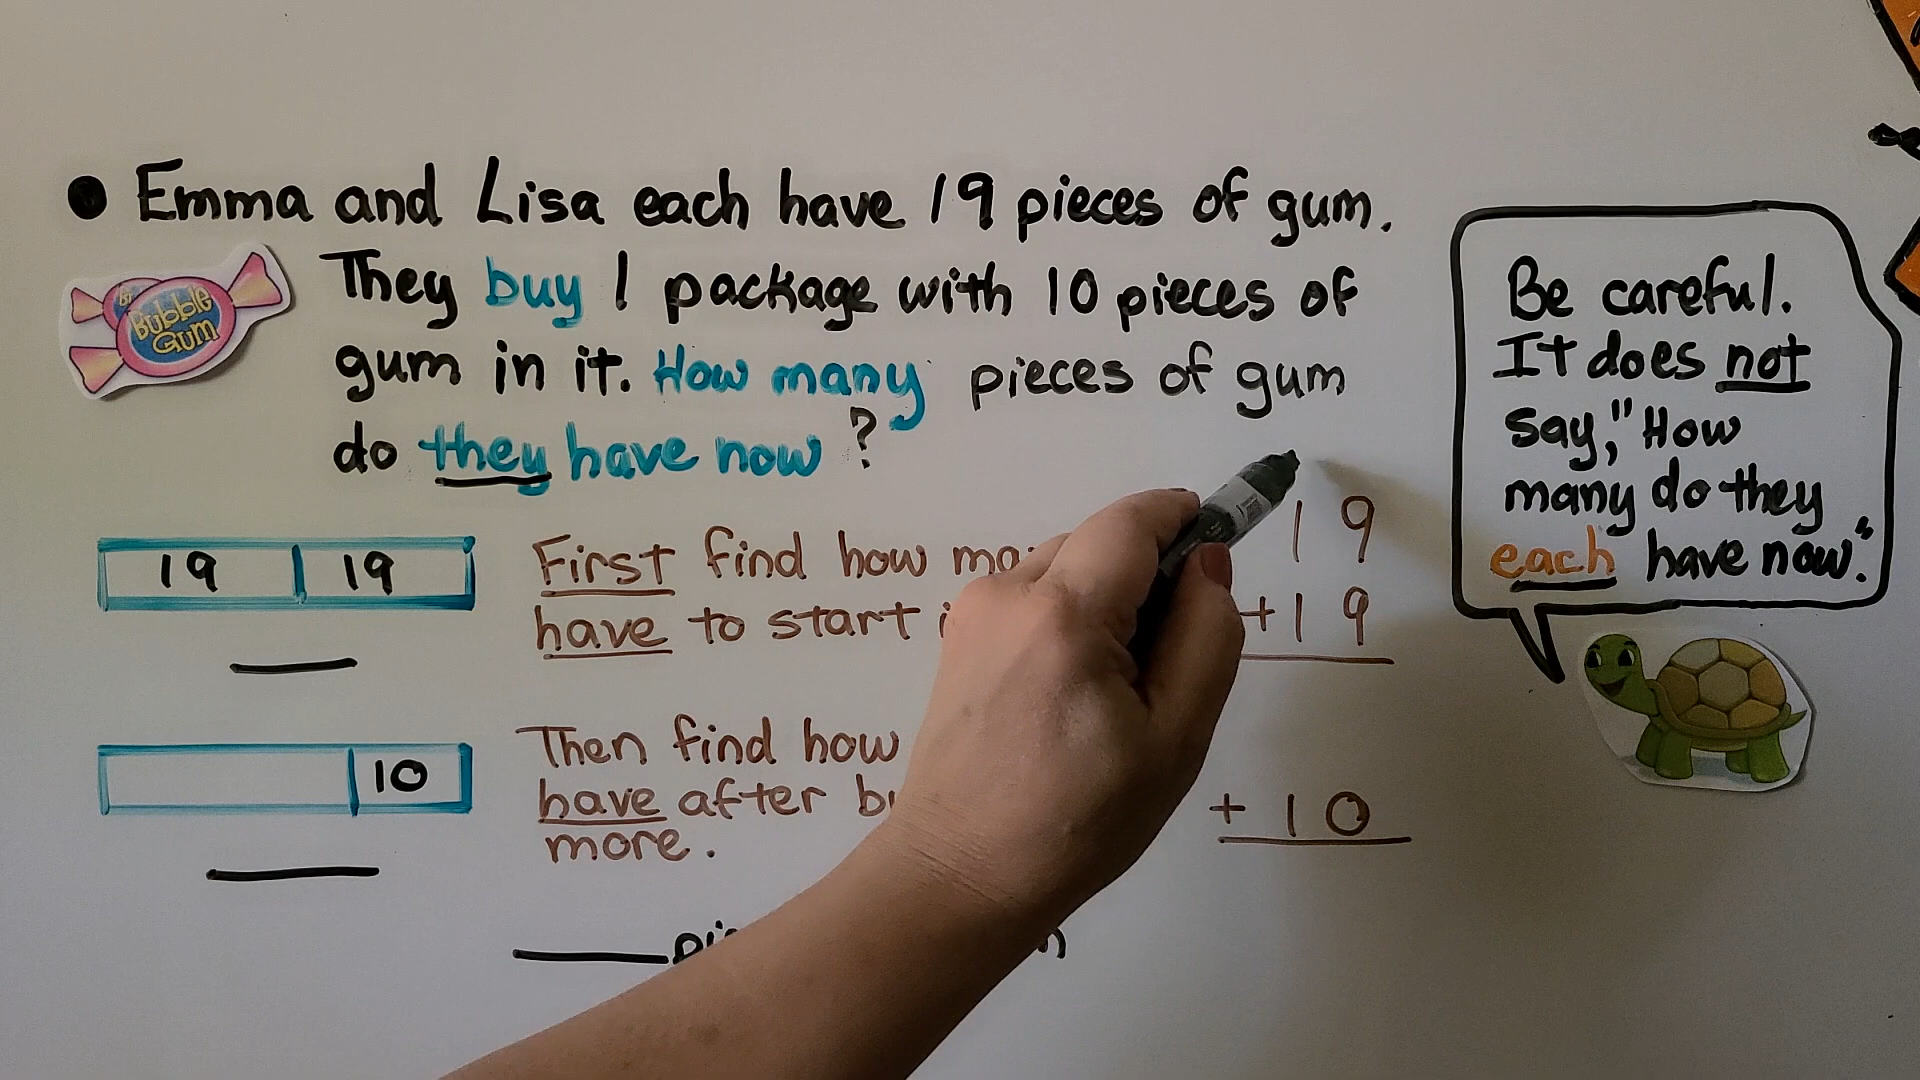 • Emma and Lisa each have 19 pieces of gum.
They buy 1 package with 10 pieces of
gum in it. How many pieces of gum
do they have now?
Bubble
Gum
19 19
First find how
have to start
19
+19
10
Then find how
have after
more.
+ 10
Be careful.
It does not
say, "How
many do they
each have now."